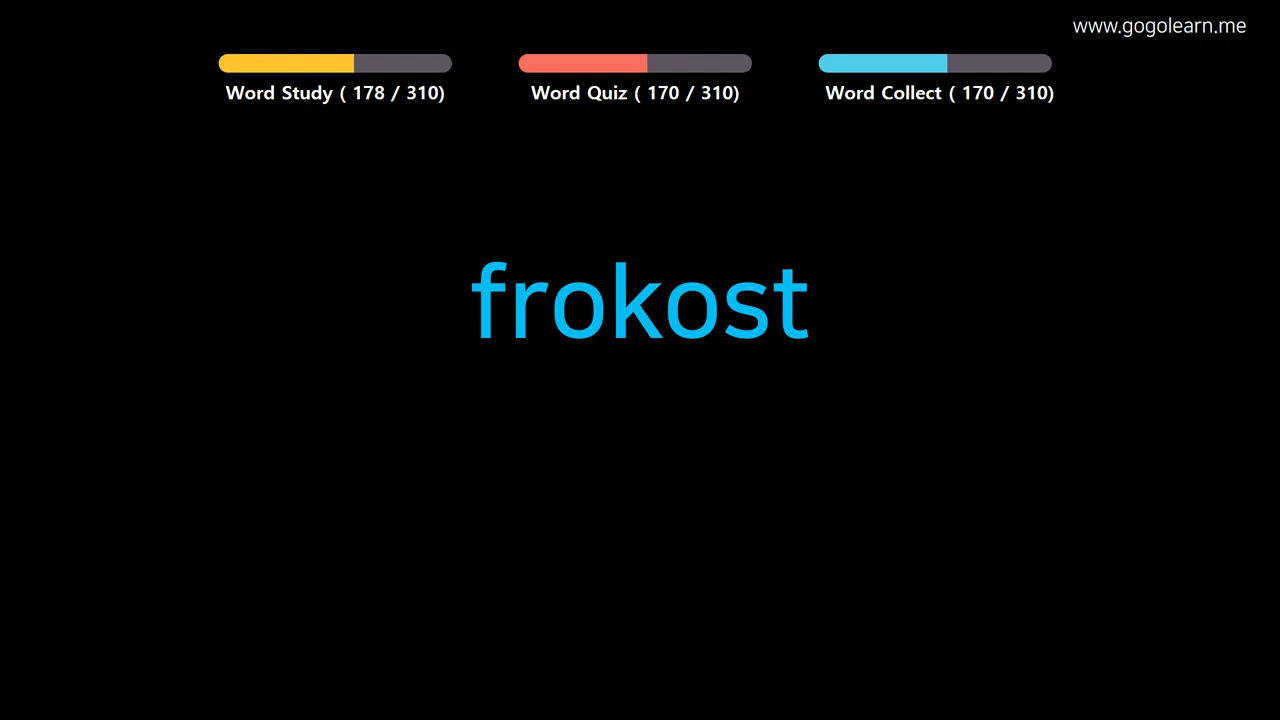 www.gogolearn.me
Word Study ( 178 / 310)
Word Quiz ( 170 / 310)
Word Collect ( 170 / 310)
frokost